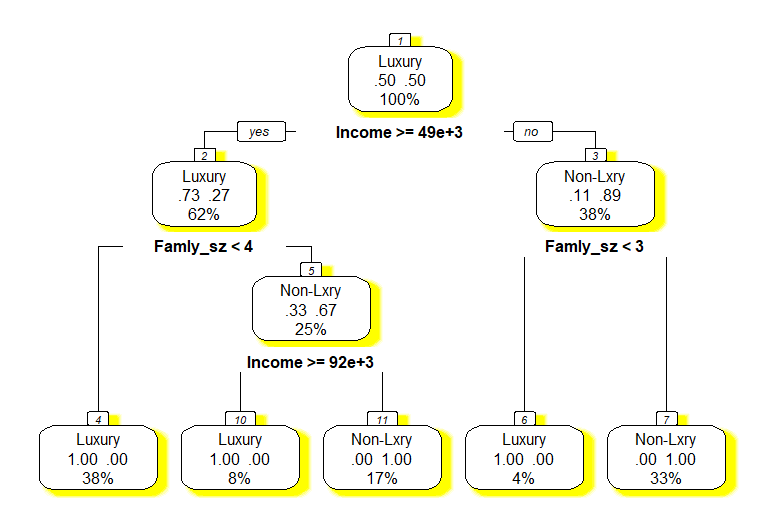 1
Luxury
.50 .50
100%
yes Income >= 49e+3 no
2
Luxury
.73 .27
62%
3
Non-Lxry
.11 .89
38%
Famly_sz < 4
Famly_sz < 3
5
Non-Lxry
.33 .67
25%
Income >= 92e+3
4
Luxury
1.00 .00
38%
10
Luxury
1.00 .00
8%
11
Non-Lxry
.00 1.00
17%
6
Luxury
1.00 .00
4%
7
Non-Lxry
.00 1.00
33%